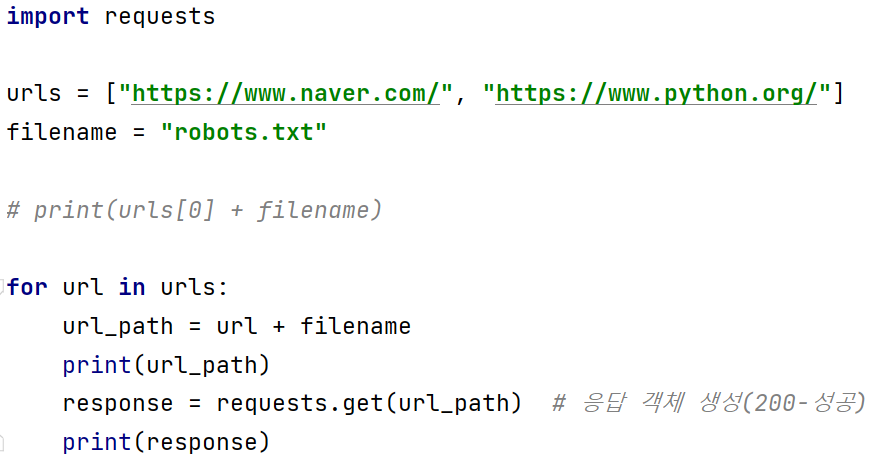 import requests
urls = ["https://www.naver.com/", "https://www.python.org/"]
filename = "robots.txt"
# print(urls[0] + filename)
for url in urls:
    url_path = url + filename
    print(url_path)
    response = requests.get(url_path)  # 응답 객체 생성(200-성공)
    print(response)